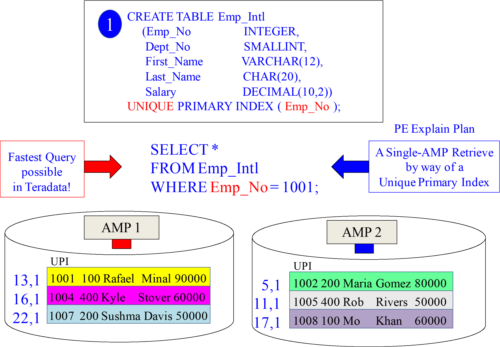 1
CREATE TABLE Emp_Intl
(Emp_No INTEGER,
Dept_No SMALLINT,
First_Name VARCHAR(12),
Last_Name CHAR(20),
Salary DECIMAL(10,2))
UNIQUE PRIMARY INDEX ( Emp_No );
Fastest Query
possible
in Teradata!
SELECT *
FROM Emp_Intl
WHERE Emp_No = 1001;
PE Explain Plan
A Single-AMP Retrieve
by way of a
Unique Primary Index
AMP 1
UPI
13,1 1001 100 Rafael Minal 90000
16,1 1004 400 Kyle Stover 60000
22,1 1007 200 Sushma Davis 50000
AMP 2
UPI
5,1 1002 200 Maria Gomez 80000
11,1 1005 400 Rob Rivers 50000
17,1 1008 100 Mo Khan 60000